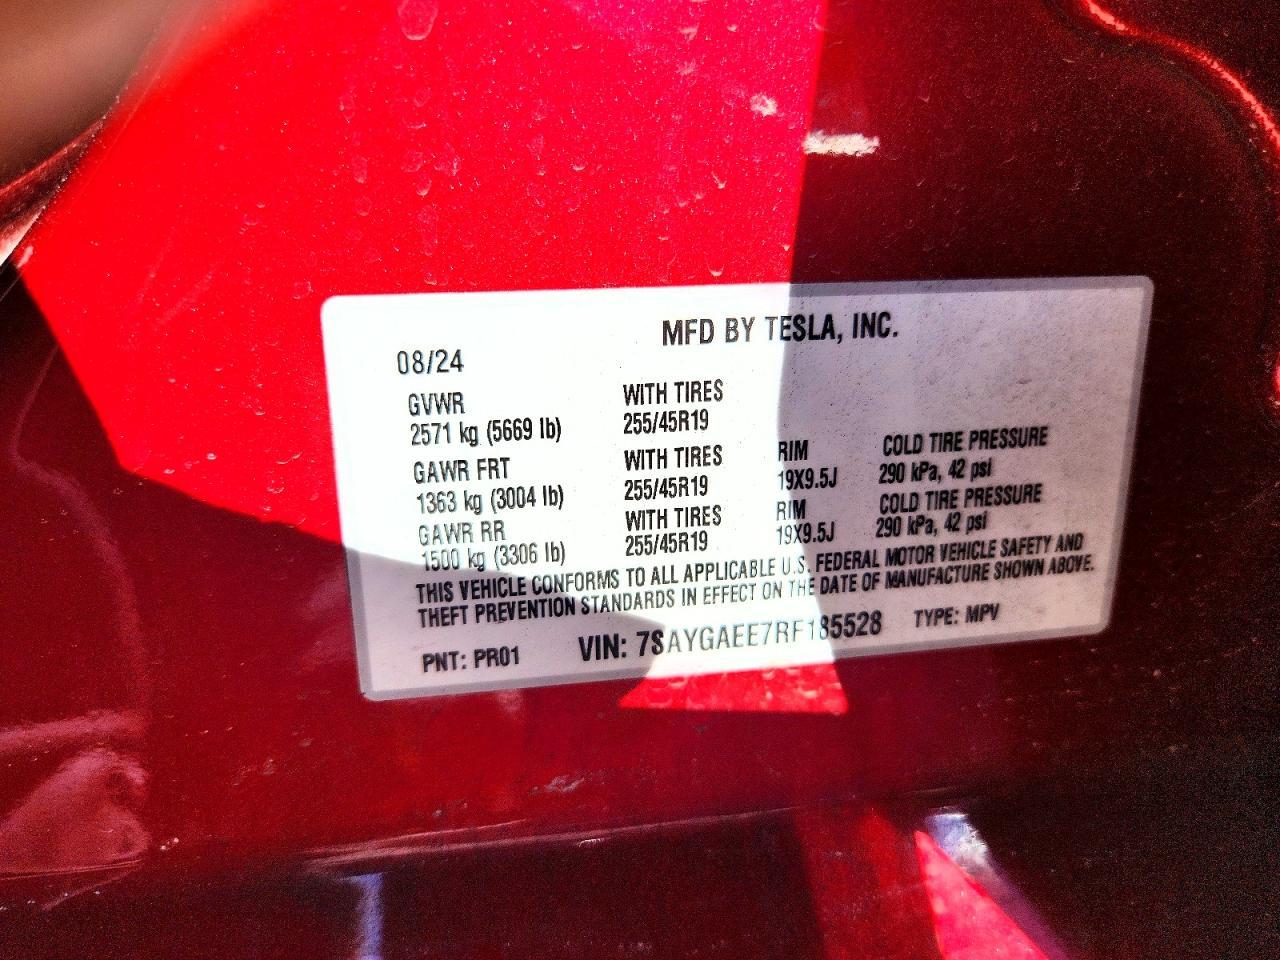 MFD BY TESLA, INC.
08/24
GVWR WITH TIRES
2571 kg (5669 lb) 255/45R19
GAWR FRT WITH TIRES RIM COLD TIRE PRESSURE
1363 kg (3004 lb) 255/45R19 19X9.5J 290 kPa, 42 psi
GAWR RR WITH TIRES RIM COLD TIRE PRESSURE
1500 kg (3306 lb) 255/45R19 19X9.5J 290 kPa, 42 psi
THIS VEHICLE CONFORMS TO ALL APPLICABLE U.S. FEDERAL MOTOR VEHICLE SAFETY AND
THEFT PREVENTION STANDARDS IN EFFECT ON THE DATE OF MANUFACTURE SHOWN ABOVE.
PNT: PR01 VIN: 7SAYGAEE7RF185528 TYPE: MPV